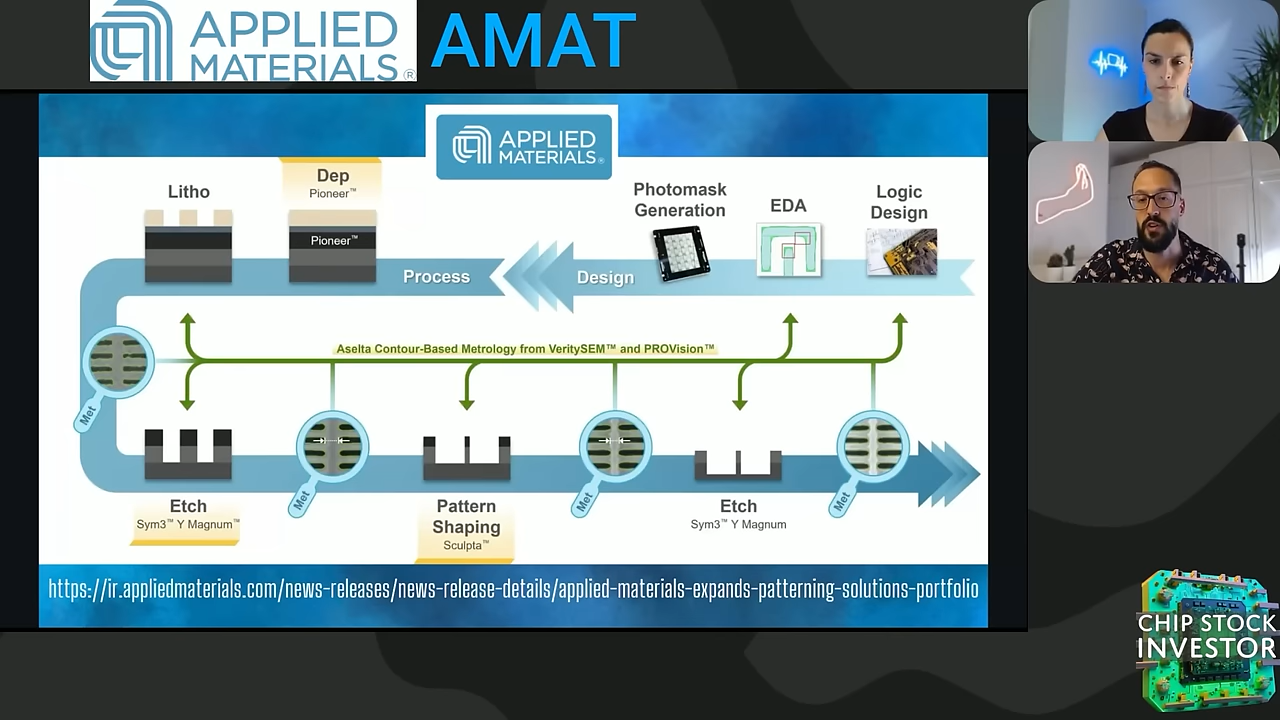 APPLIED
MATERIALS®
AMAT
APPLIED
MATERIALS®
Litho
Dep
Pioneer™
Pioneer™
Photomask
Generation
EDA
Logic
Design
Process
Design
Aselta Contour-Based Metrology from VeritySEM™ and PROVision™
Met
Met
Met
Met
Etch
Sym3™ Y Magnum™
Pattern
Shaping
Sculpta™
Etch
Sym3™ Y Magnum
https://ir.appliedmaterials.com/news-releases/news-release-details/applied-materials-expands-patterning-solutions-portfolio
CHIP STOCK
INVESTOR